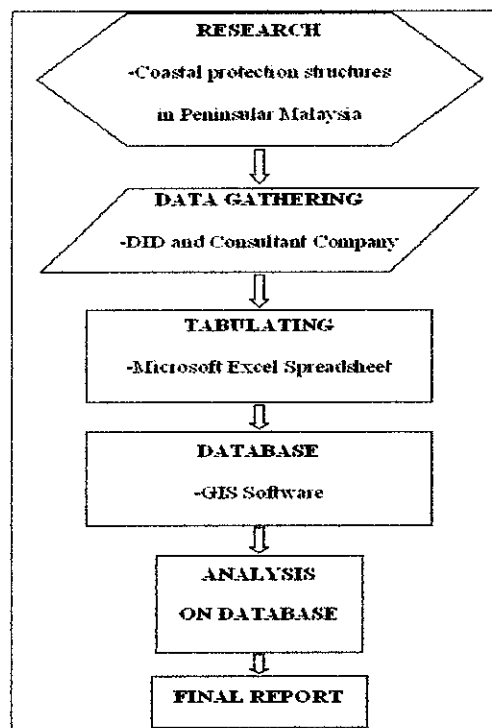 RESEARCH
-Coastal protection structures
in Peninsular Malaysia
DATA GATHERING
-DID and Consultant Company
TABULATING
-Microsoft Excel Spreadsheet
DATABASE
-GIS Software
ANALYSIS
ON DATABASE
FINAL REPORT